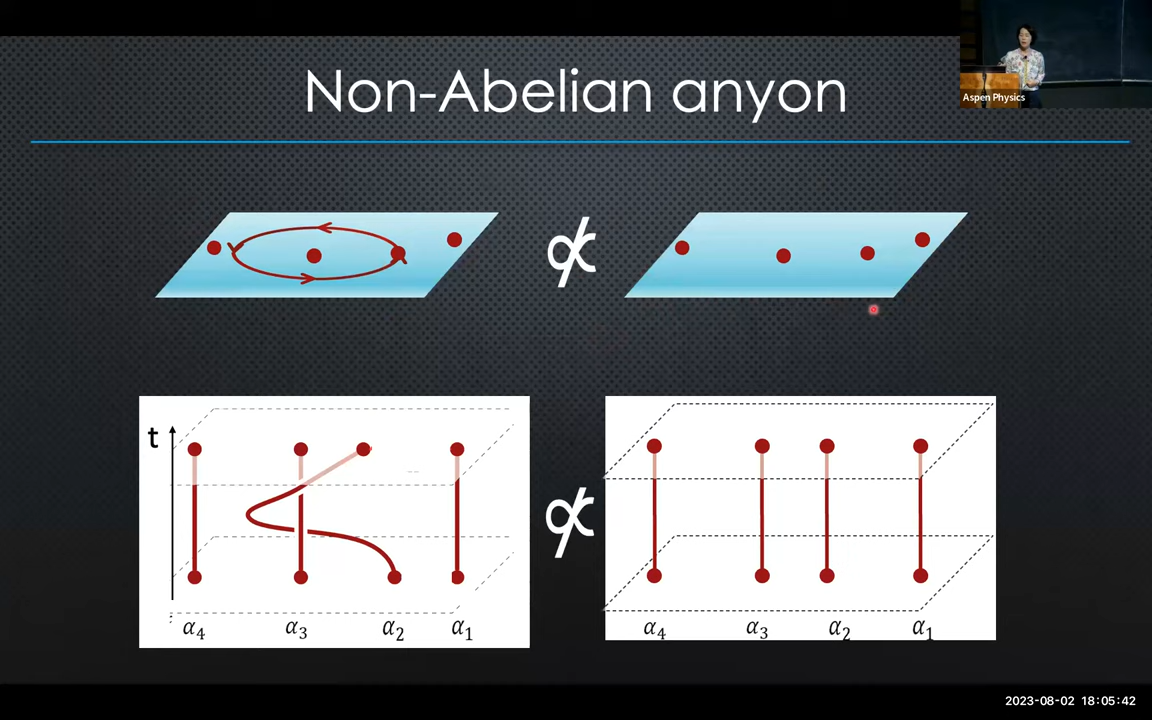 Non-Abelian anyon
Aspen Physics
∝̸
t
∝̸
α₄ α₃ α₂ α₁
α₄ α₃ α₂ α₁
2023-08-02 18:05:42